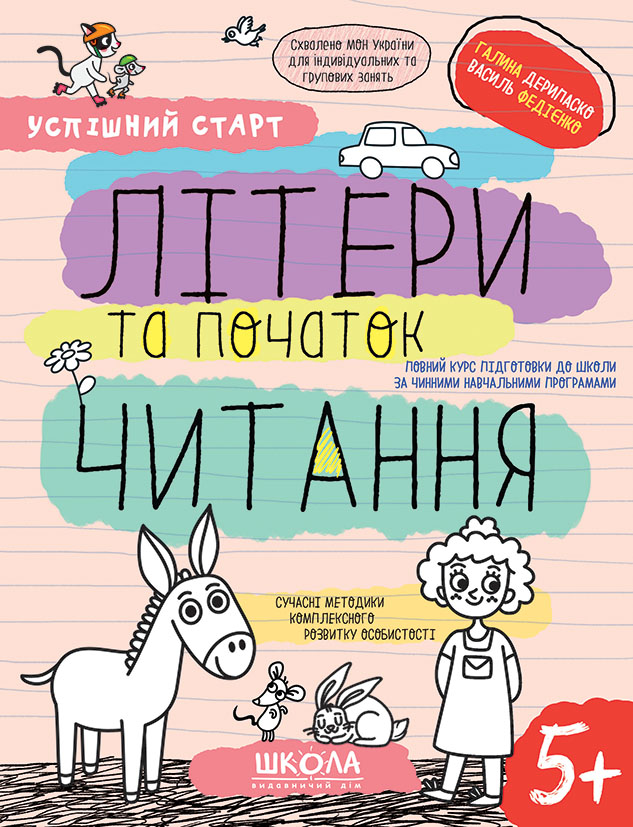 Схвалено МОН України
для індивідуальних та
групових занять
ГАЛИНА ДЕРИПАСКО
ВАСИЛЬ ФЕДІЄНКО
УСПІШНИЙ СТАРТ
ЛІТЕРИ
ТА ПОЧАТОК
ПОВНИЙ КУРС ПІДГОТОВКИ ДО ШКОЛИ
ЗА ЧИННИМИ НАВЧАЛЬНИМИ ПРОГРАМАМИ
ЧИТАННЯ
СУЧАСНІ МЕТОДИКИ
КОМПЛЕКСНОГО
РОЗВИТКУ ОСОБИСТОСТІ
ШКОЛА
видавничий дім
5+